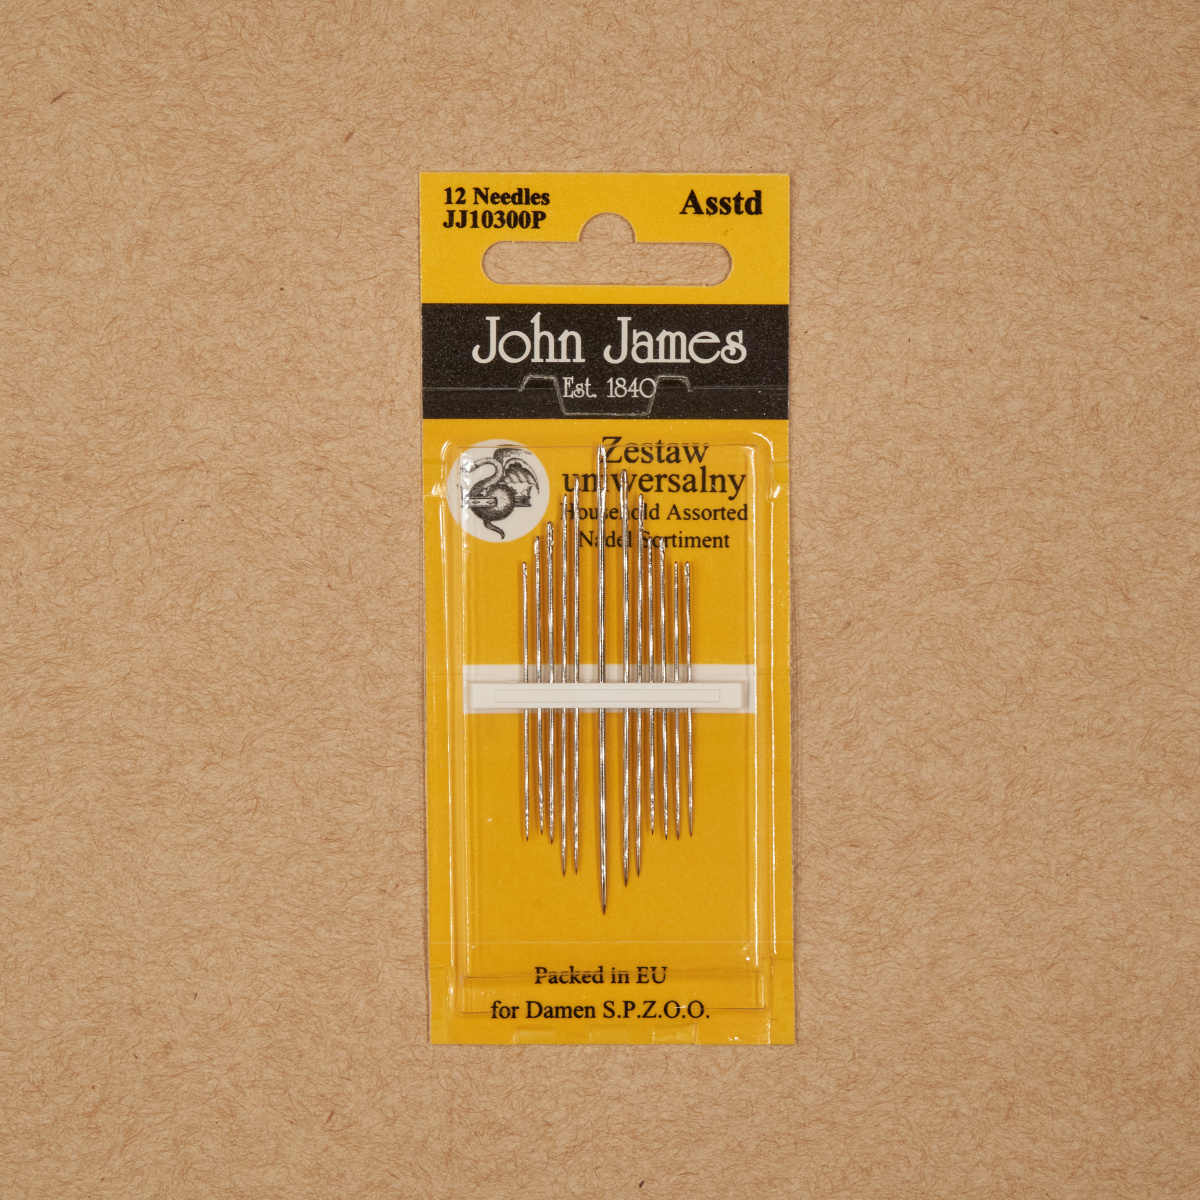 12 Needles
JJ10300P
Asstd
John James
Est. 1840
Zestaw
uniwersalny
Household Assorted
Nadel Sortiment
Packed in EU
for Damen S.P.Z.O.O.